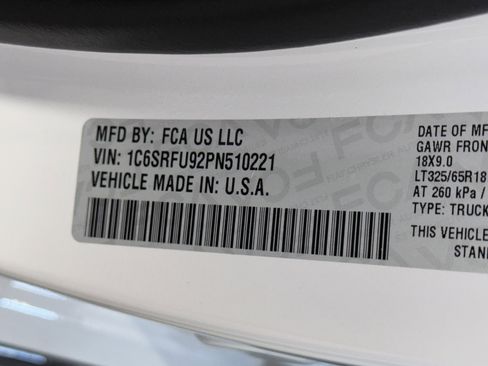 MFD BY: FCA US LLC
VIN: 1C6SRFU92PN510221
VEHICLE MADE IN: U.S.A.
DATE OF MF
GAWR FRON
18X9.0
LT325/65R18
AT 260 kPa /
TYPE: TRUCK
THIS VEHICLE
STAN